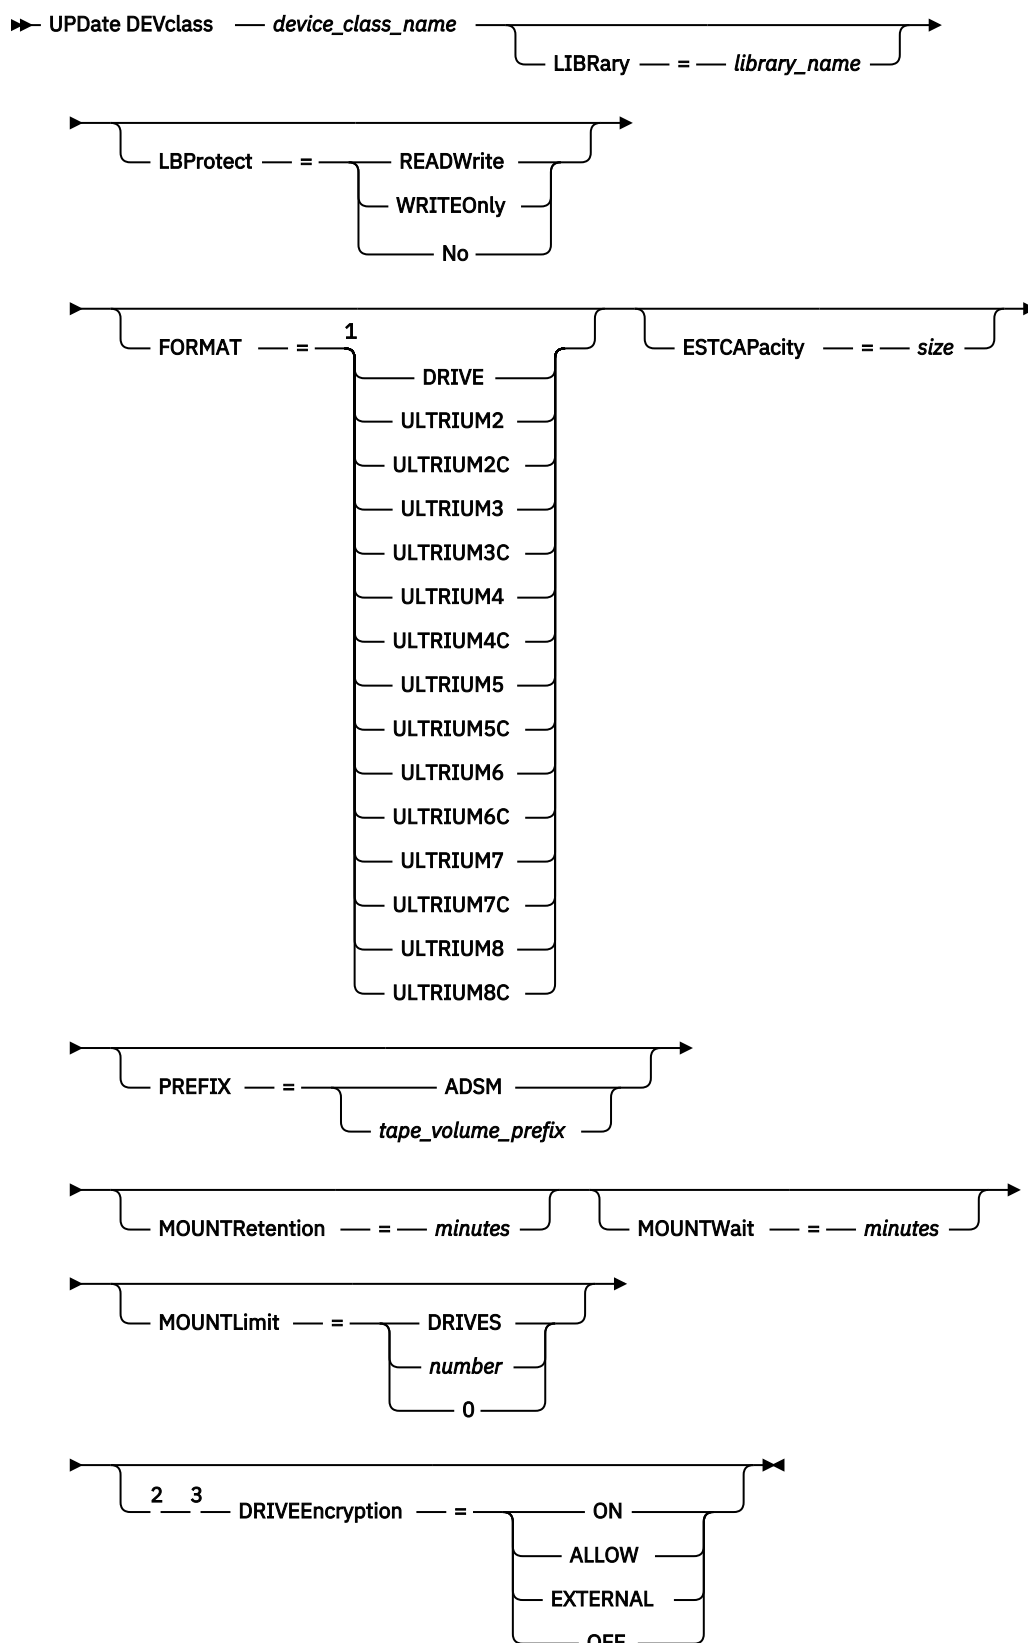 UPDate DEVclass device_class_name
LIBRary = library_name
LBProtect = READWrite
WRITEOnly
No
1
FORMAT = ESTCAPacity = size
DRIVE
ULTRIUM2
ULTRIUM2C
ULTRIUM3
ULTRIUM3C
ULTRIUM4
ULTRIUM4C
ULTRIUM5
ULTRIUM5C
ULTRIUM6
ULTRIUM6C
ULTRIUM7
ULTRIUM7C
ULTRIUM8
ULTRIUM8C
PREFIX = ADSM
tape_volume_prefix
MOUNTRetention = minutes MOUNTWait = minutes
MOUNTLimit = DRIVES
number
0
2 3
DRIVEEncryption = ON
ALLOW
EXTERNAL
OFF